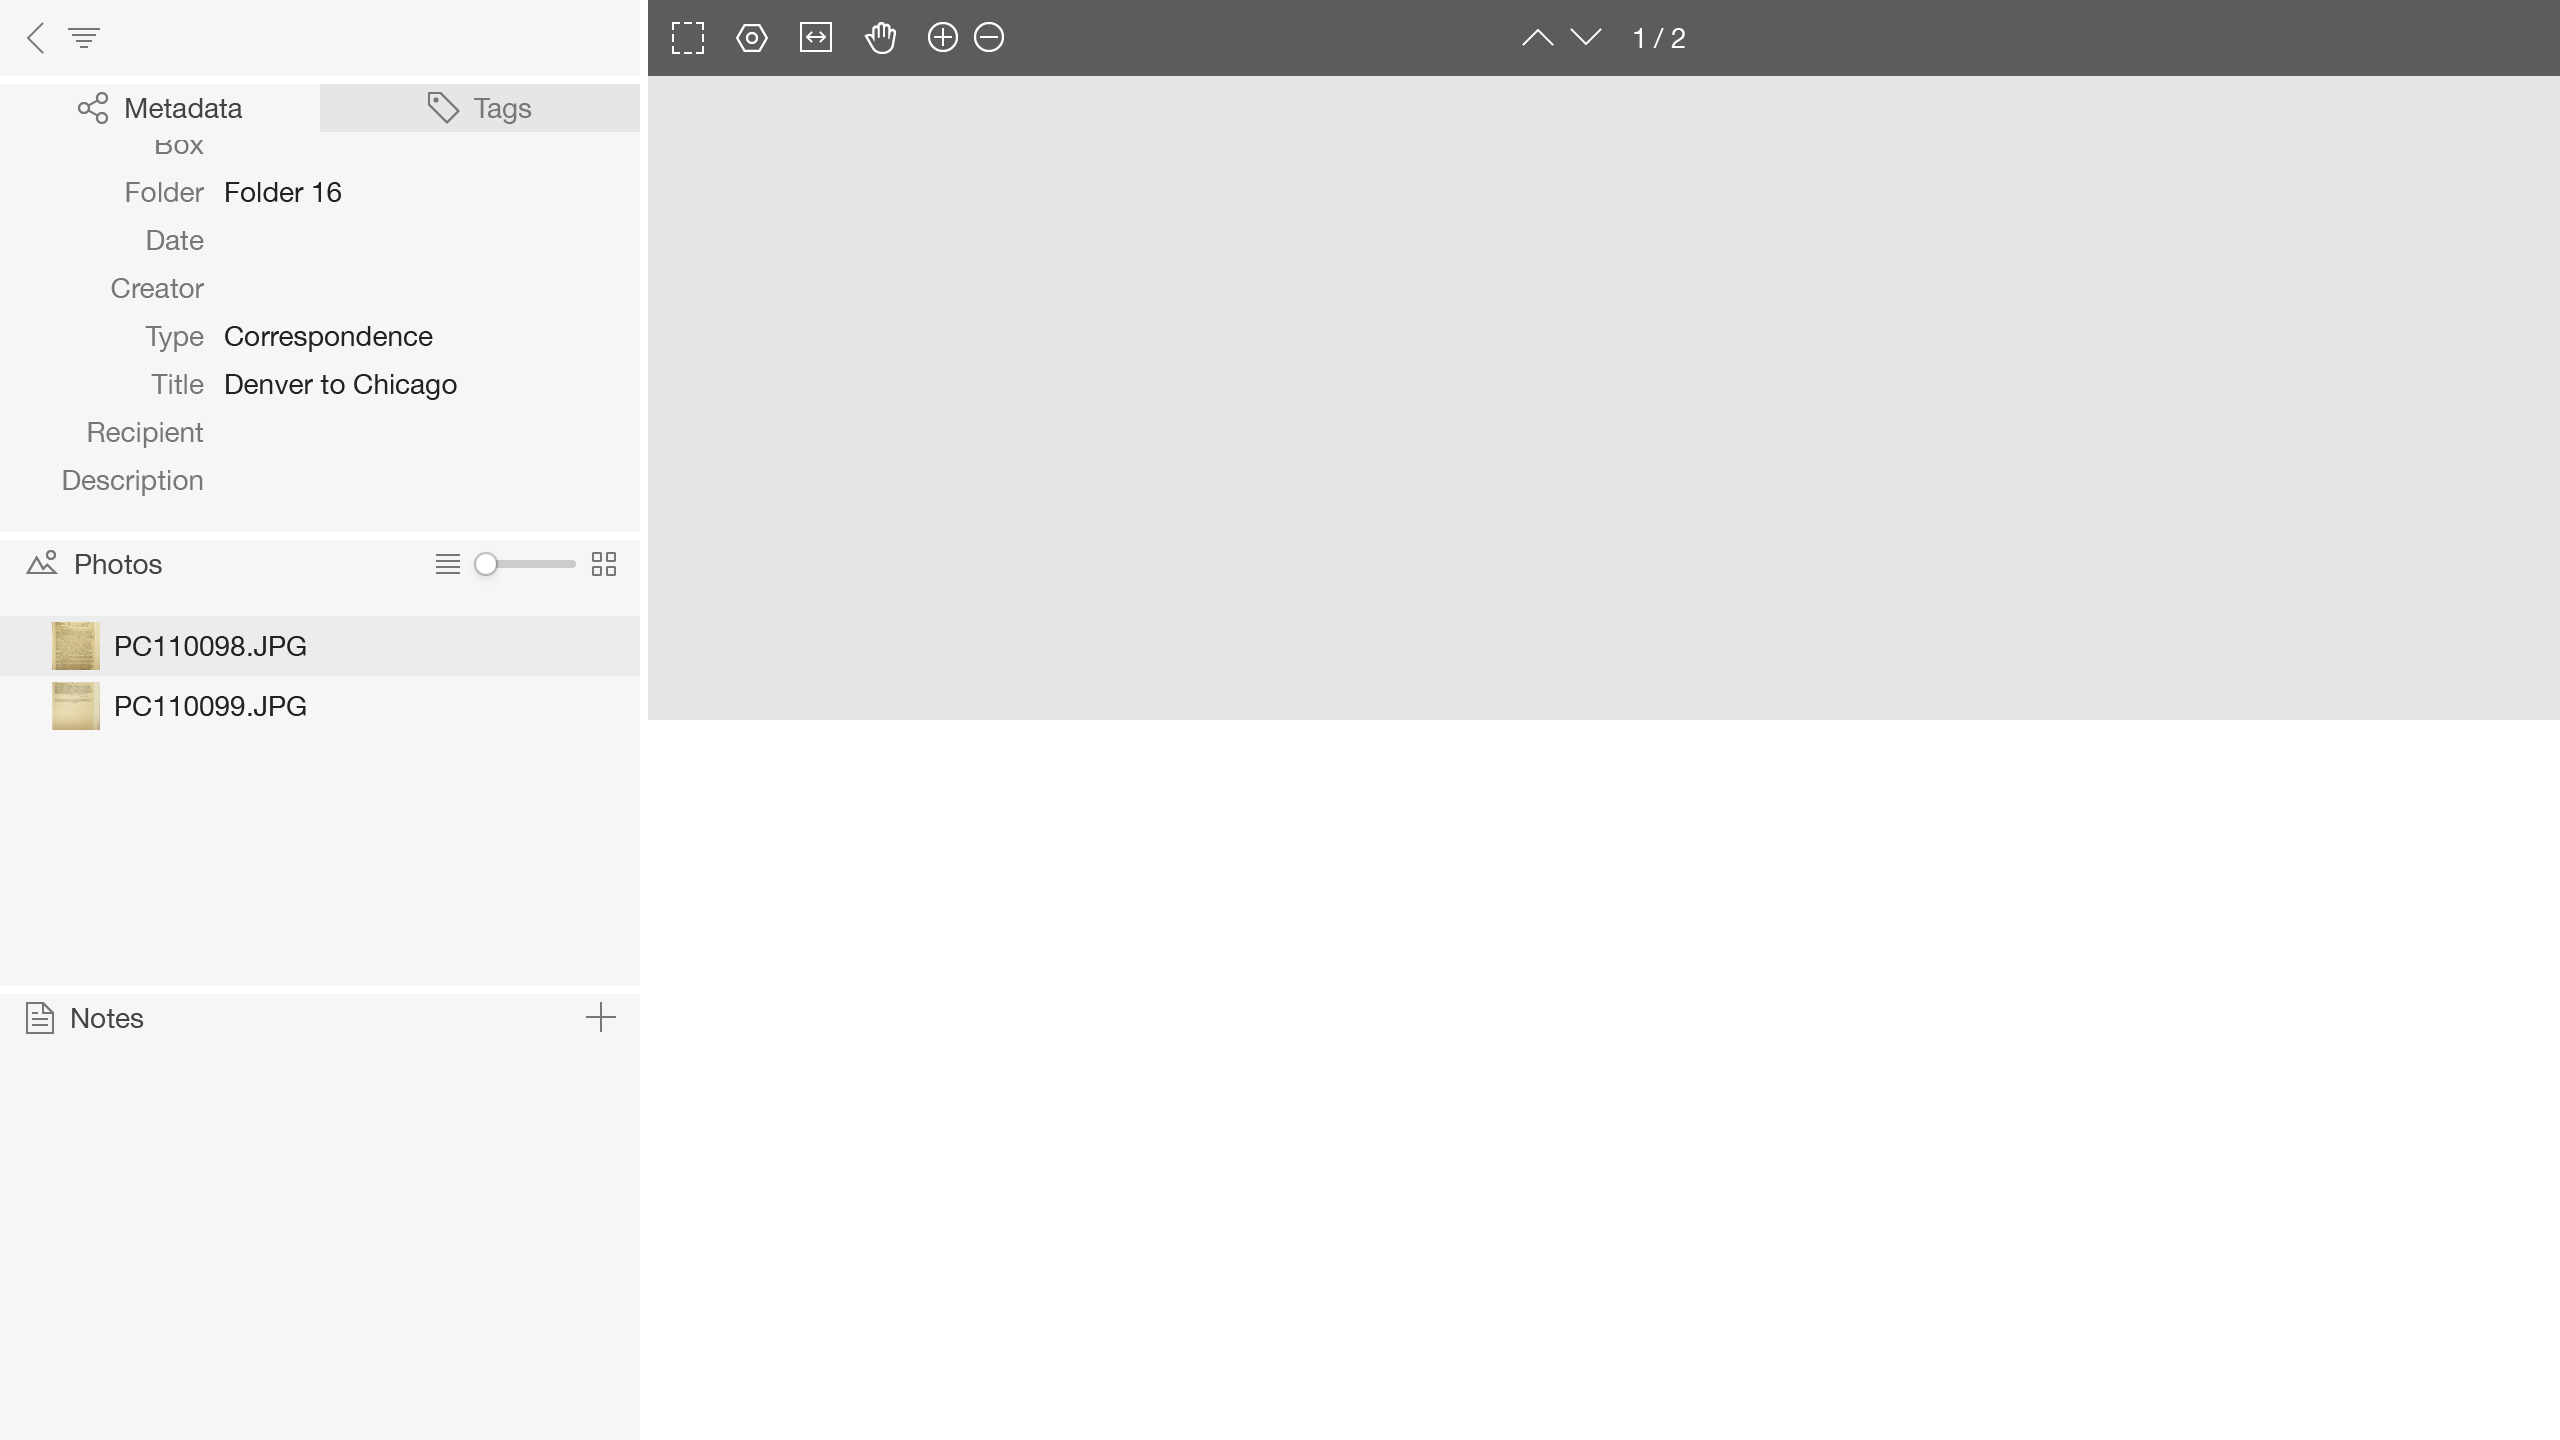 1 / 2
Metadata
Tags
Box
Folder Folder 16
Date
Creator
Type Correspondence
Title Denver to Chicago
Recipient
Description
Photos
PC110098.JPG
PC110099.JPG
Notes